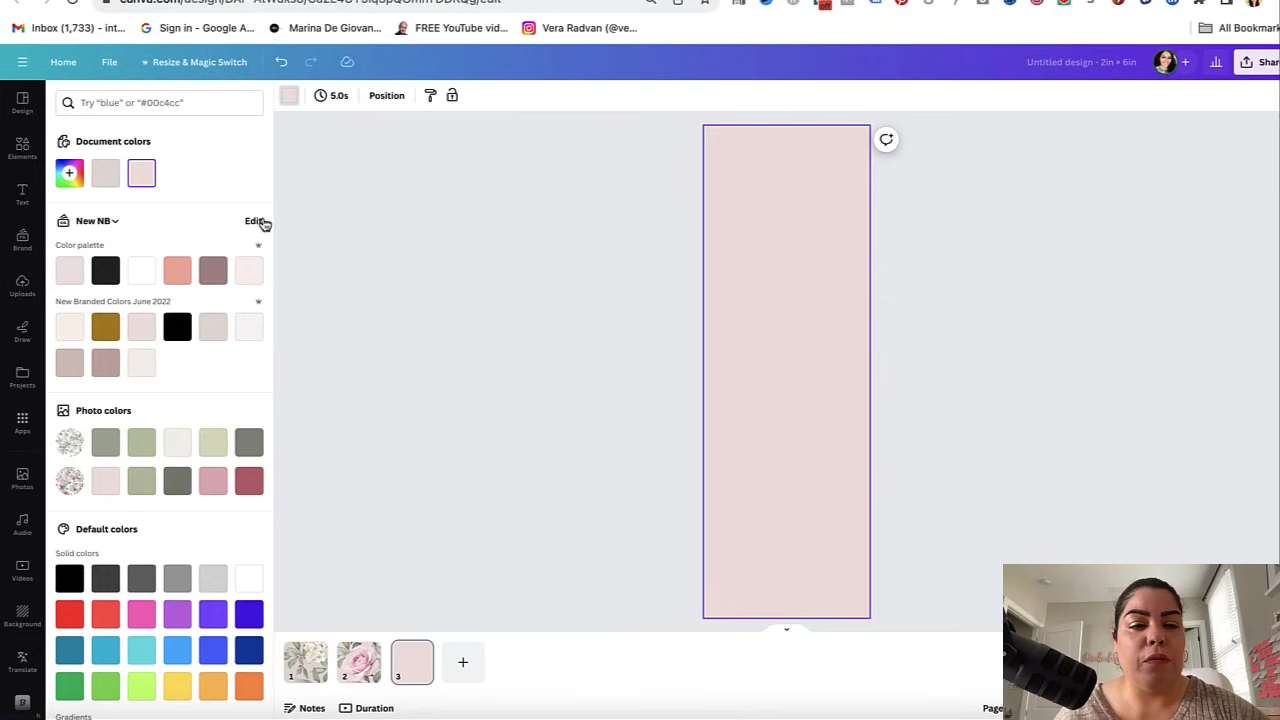 Inbox (1,733) – int...
Sign in - Google A...
Marina De Giovan...
FREE YouTube vid...
Vera Radvan (@ve...
All Bookmark
Home
File
Resize & Magic Switch
Untitled design - 2in × 6in
Shar
Try "blue" or "#00c4cc"
5.0s
Position
Design
Elements
Text
Brand
Uploads
Draw
Projects
Apps
Photos
Audio
Videos
Background
Translate
Document colors
New NB
Edit
Color palette
New Branded Colors June 2022
Photo colors
Default colors
Solid colors
Gradients
1
2
3
Notes
Duration
Page